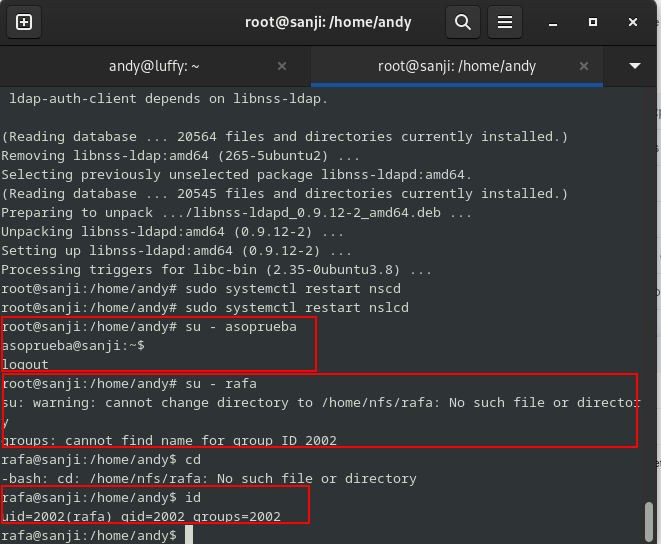 root@sanji: /home/andy
andy@luffy: ~
root@sanji: /home/andy
ldap-auth-client depends on libnss-ldap.
(Reading database ... 20564 files and directories currently installed.)
Removing libnss-ldap:amd64 (265-5ubuntu2) ...
Selecting previously unselected package libnss-ldapd:amd64.
(Reading database ... 20545 files and directories currently installed.)
Preparing to unpack .../libnss-ldapd_0.9.12-2_amd64.deb ...
Unpacking libnss-ldapd:amd64 (0.9.12-2) ...
Setting up libnss-ldapd:amd64 (0.9.12-2) ...
Processing triggers for libc-bin (2.35-0ubuntu3.8) ...
root@sanji:/home/andy# sudo systemctl restart nscd
root@sanji:/home/andy# sudo systemctl restart nslcd
root@sanji:/home/andy# su - asoprueba
asoprueba@sanji:~$
logout
root@sanji:/home/andy# su - rafa
su: warning: cannot change directory to /home/nfs/rafa: No such file or director
y
groups: cannot find name for group ID 2002
rafa@sanji:/home/andy$ cd
-bash: cd: /home/nfs/rafa: No such file or directory
rafa@sanji:/home/andy$ id
uid=2002(rafa) gid=2002 groups=2002
rafa@sanji:/home/andy$